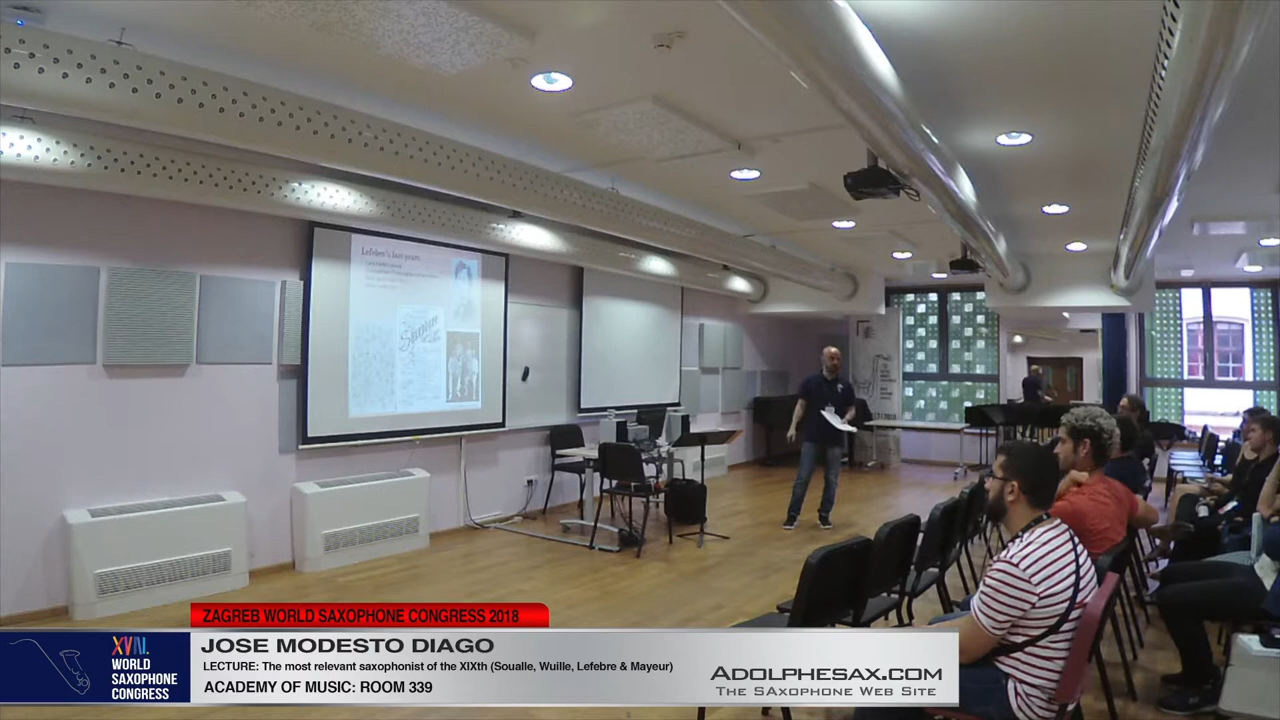 Lefebre's last years
ZAGREB WORLD SAXOPHONE CONGRESS 2018
XVIII.
WORLD
SAXOPHONE
CONGRESS
JOSE MODESTO DIAGO
LECTURE: The most relevant saxophonist of the XIXth (Soualle, Wuille, Lefebre & Mayeur)
ACADEMY OF MUSIC: ROOM 339
ADOLPHESAX.COM
THE SAXOPHONE WEB SITE